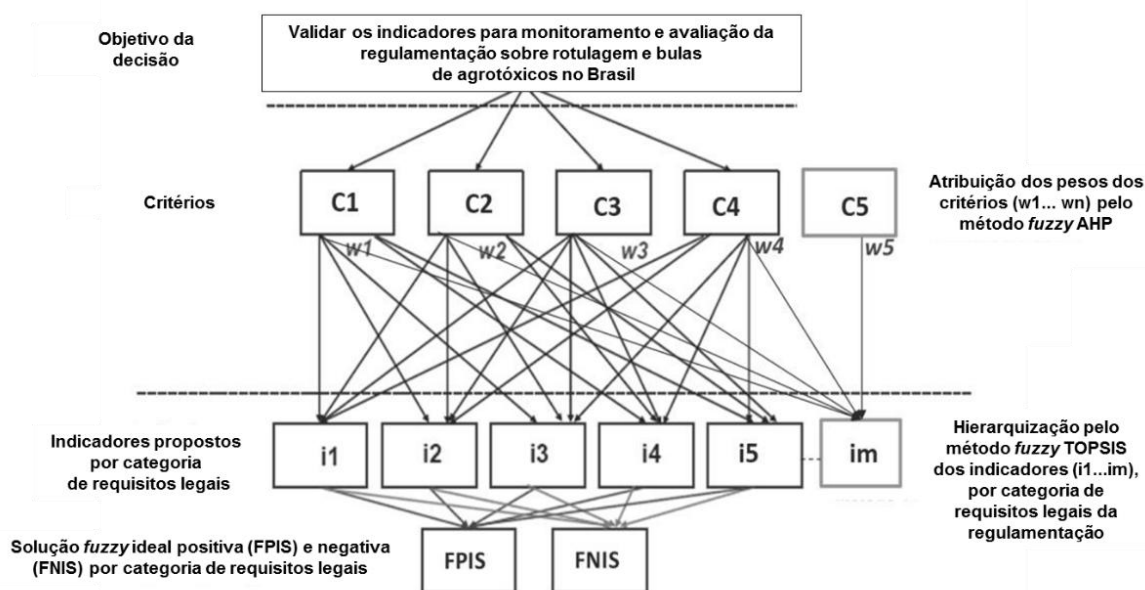 Objetivo da
decisão
Validar os indicadores para monitoramento e avaliação da
regulamentação sobre rotulagem e bulas
de agrotóxicos no Brasil
Critérios
C1
C2
C3
C4
C5
w1
w2
w3
w4
w5
Atribuição dos pesos dos
critérios (w1... wn) pelo
método fuzzy AHP
Indicadores propostos
por categoria
de requisitos legais
i1
i2
i3
i4
i5
im
Hierarquização pelo
método fuzzy TOPSIS
dos indicadores (i1...im),
por categoria de
requisitos legais da
regulamentação
Solução fuzzy ideal positiva (FPIS) e negativa
(FNIS) por categoria de requisitos legais
FPIS
FNIS